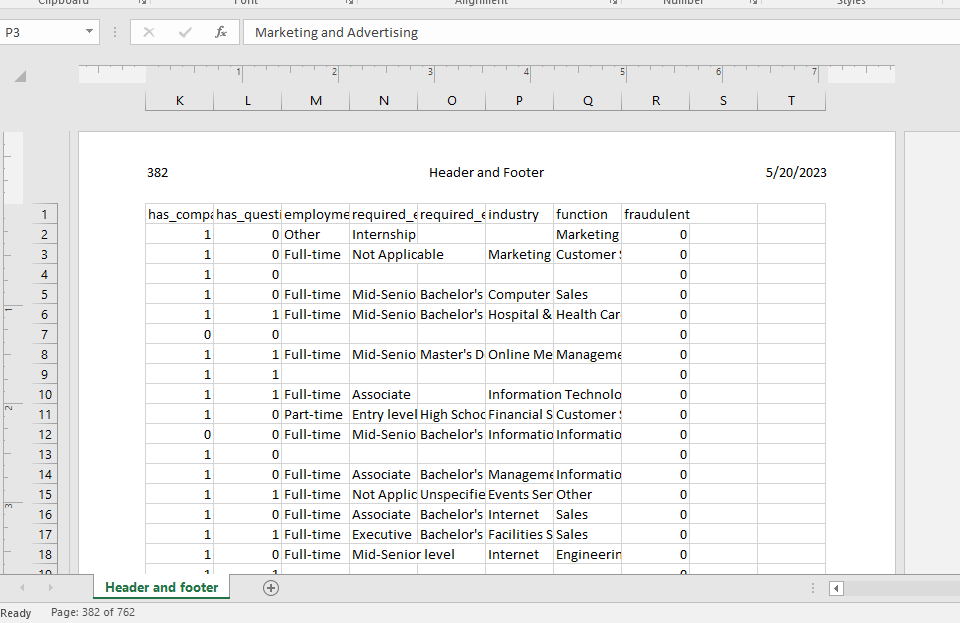 Clipboard Font Alignment Number Styles
P3 fx Marketing and Advertising
1 2 3 4 5 6 7
K L M N O P Q R S T
382 Header and Footer 5/20/2023
1 has_compa has_questi employme required_e required_e industry function fraudulent
2 1 0 Other Internship Marketing 0
3 1 0 Full-time Not Applicable Marketing Customer S 0
4 1 0 0
5 1 0 Full-time Mid-Senio Bachelor's Computer Sales 0
6 1 1 Full-time Mid-Senio Bachelor's Hospital & Health Car 0
7 0 0 0
8 1 1 Full-time Mid-Senio Master's D Online Me Manageme 0
9 1 1 0
10 1 1 Full-time Associate Information Technolo 0
11 1 0 Part-time Entry level High Schoo Financial S Customer S 0
12 0 0 Full-time Mid-Senio Bachelor's Informatio Informatio 0
13 1 0 0
14 1 0 Full-time Associate Bachelor's Manageme Informatio 0
15 1 1 Full-time Not Applic Unspecifie Events Ser Other 0
16 1 0 Full-time Associate Bachelor's Internet Sales 0
17 1 1 Full-time Executive Bachelor's Facilities S Sales 0
18 1 0 Full-time Mid-Senior level Internet Engineerin 0
19 1 1 0
Header and footer
Ready Page: 382 of 762